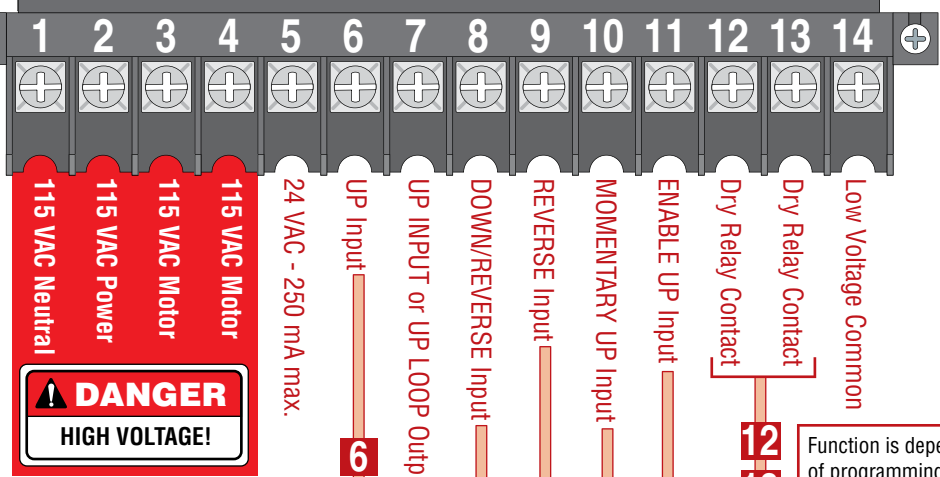 1 2 3 4 5 6 7 8 9 10 11 12 13 14
115 VAC Neutral
115 VAC Power
115 VAC Motor
115 VAC Motor
24 VAC - 250 mA max.
UP Input
UP INPUT or UP LOOP Outp
DOWN/REVERSE Input
REVERSE Input
MOMENTARY UP Input
ENABLE UP Input
Dry Relay Contact
Dry Relay Contact
Low Voltage Common
DANGER
HIGH VOLTAGE!
6
12
Function is depe
of programming